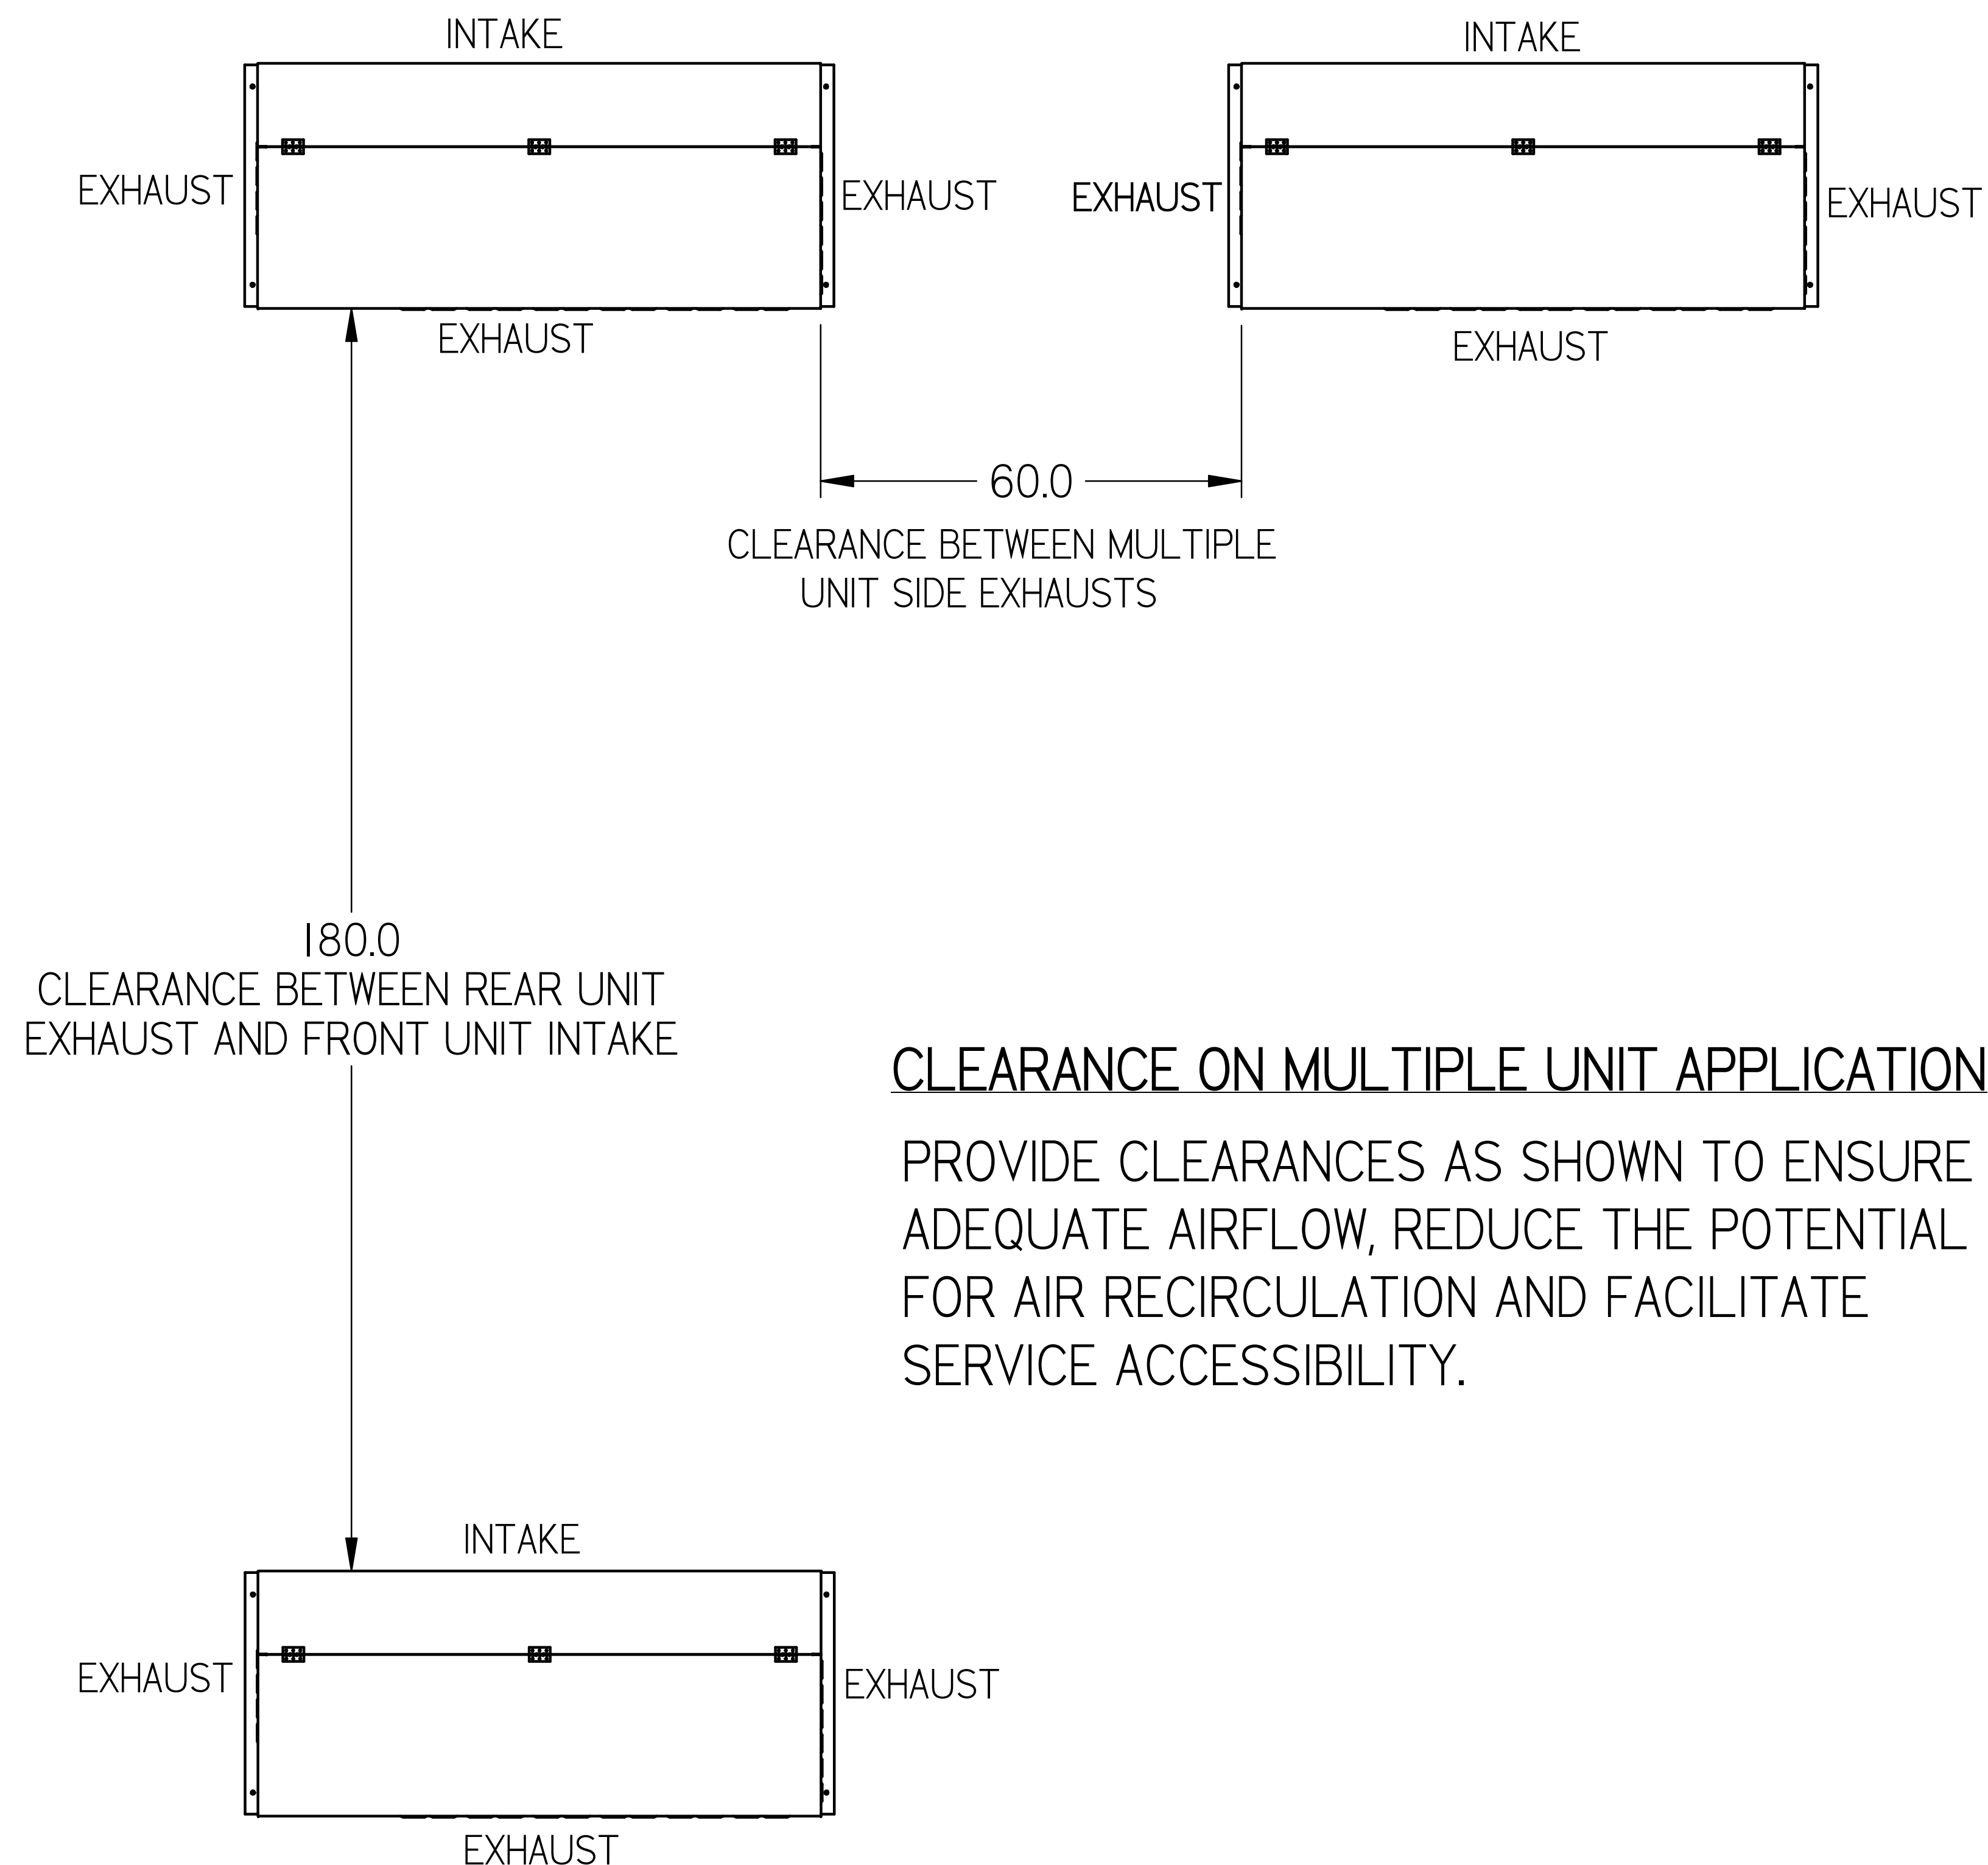 INTAKE
INTAKE
EXHAUST
EXHAUST
EXHAUST
EXHAUST
EXHAUST
EXHAUST
60.0
CLEARANCE BETWEEN MULTIPLE
UNIT SIDE EXHAUSTS
180.0
CLEARANCE BETWEEN REAR UNIT
EXHAUST AND FRONT UNIT INTAKE
CLEARANCE ON MULTIPLE UNIT APPLICATION
PROVIDE CLEARANCES AS SHOWN TO ENSURE
ADEQUATE AIRFLOW, REDUCE THE POTENTIAL
FOR AIR RECIRCULATION AND FACILITATE
SERVICE ACCESSIBILITY.
INTAKE
EXHAUST
EXHAUST
EXHAUST